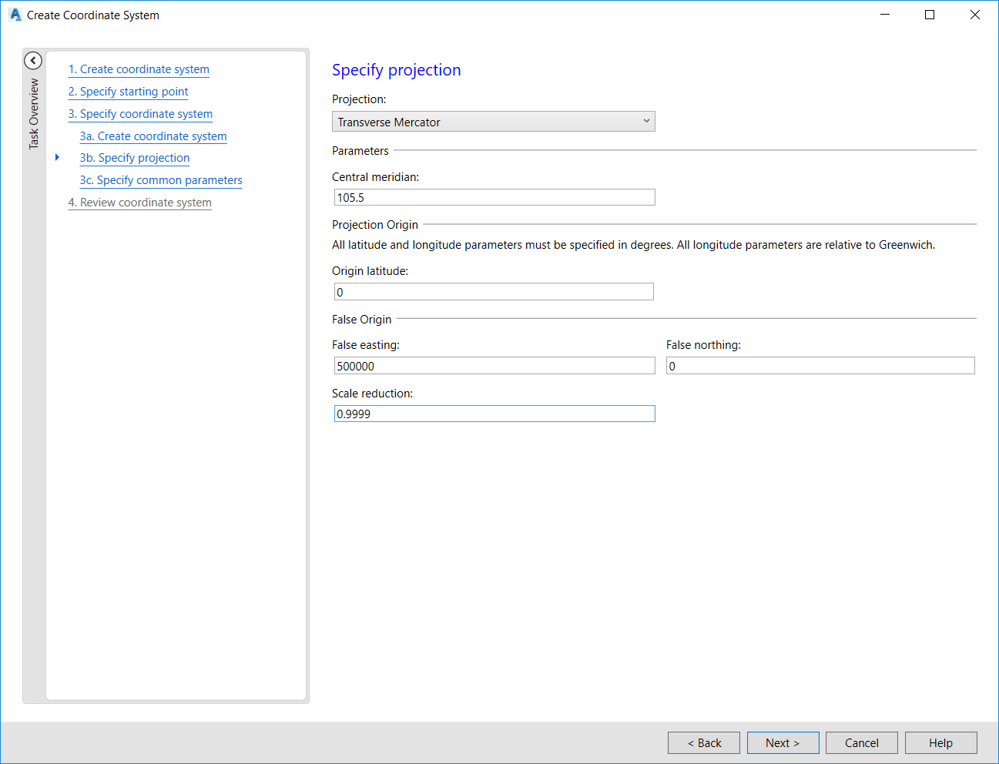 Create Coordinate System
Task Overview
1. Create coordinate system
2. Specify starting point
3. Specify coordinate system
3a. Create coordinate system
3b. Specify projection
3c. Specify common parameters
4. Review coordinate system
Specify projection
Projection:
Transverse Mercator
Parameters
Central meridian:
105.5
Projection Origin
All latitude and longitude parameters must be specified in degrees. All longitude parameters are relative to Greenwich.
Origin latitude:
0
False Origin
False easting: False northing:
500000 0
Scale reduction:
0.9999
< Back Next > Cancel Help